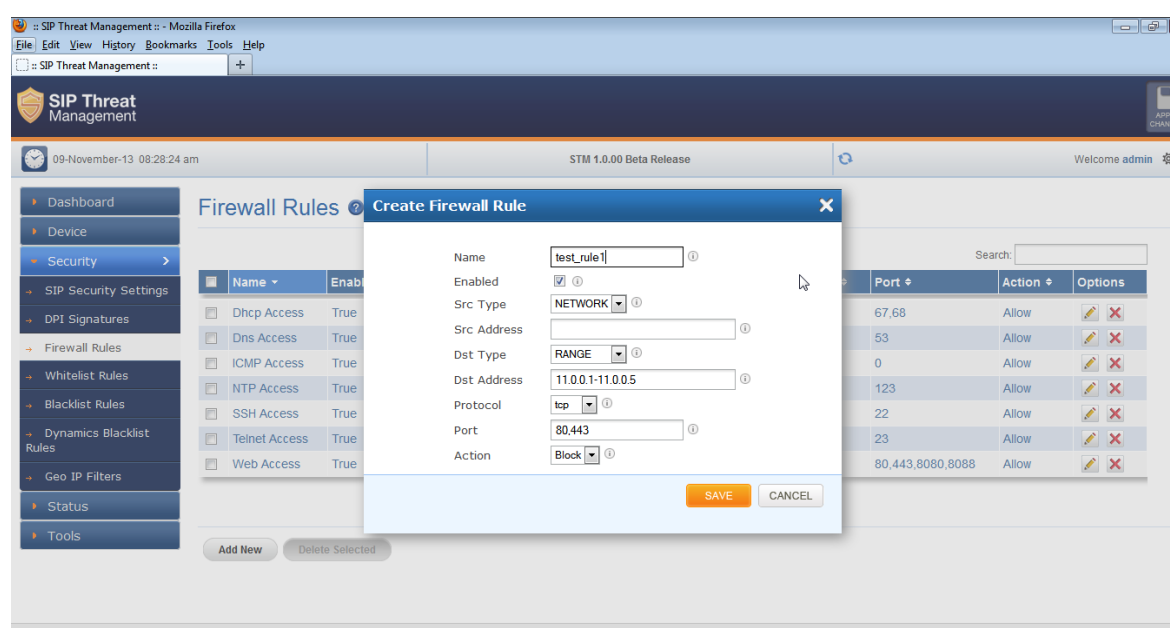 :: SIP Threat Management :: - Mozilla Firefox
File Edit View History Bookmarks Tools Help
:: SIP Threat Management :: +
SIP Threat
Management
09-November-13 08:28:24 am STM 1.0.00 Beta Release Welcome admin
Dashboard
Device
Security
SIP Security Settings
DPI Signatures
Firewall Rules
Whitelist Rules
Blacklist Rules
Dynamics Blacklist
Rules
Geo IP Filters
Status
Tools
Firewall Rules
Search:
Name Port Action Options
Dhcp Access True 67,68 Allow
Dns Access True 53 Allow
ICMP Access True 0 Allow
NTP Access True 123 Allow
SSH Access True 22 Allow
Telnet Access True 23 Allow
Web Access True 80,443,8080,8088 Allow
Add New Delete Selected
Create Firewall Rule
Name test_rule1
Enabled
Src Type NETWORK
Src Address
Dst Type RANGE
Dst Address 11.0.0.1-11.0.0.5
Protocol tcp
Port 80,443
Action Block
SAVE CANCEL